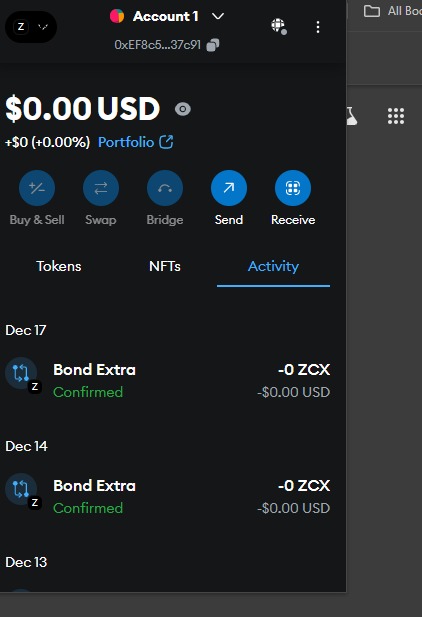 Z
Account 1
0xEF8c5...37c91
All Boo
$0.00 USD
+$0 (+0.00%) Portfolio
Buy & Sell Swap Bridge Send Receive
Tokens NFTs Activity
Dec 17
Bond Extra -0 ZCX
Z
Confirmed -$0.00 USD
Dec 14
Bond Extra -0 ZCX
Z
Confirmed -$0.00 USD
Dec 13